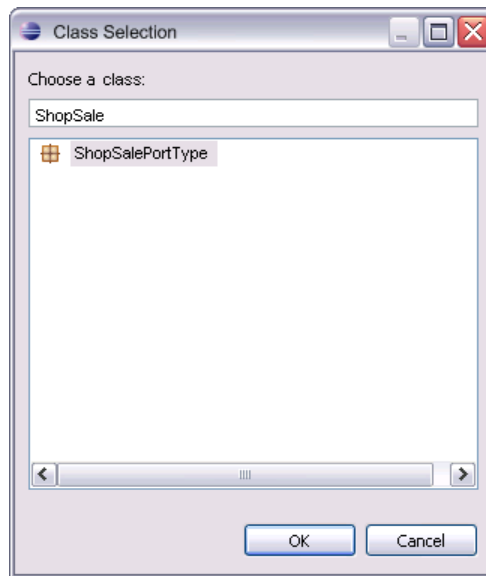 Class Selection
Choose a class:
ShopSale
ShopSalePortType
OK Cancel